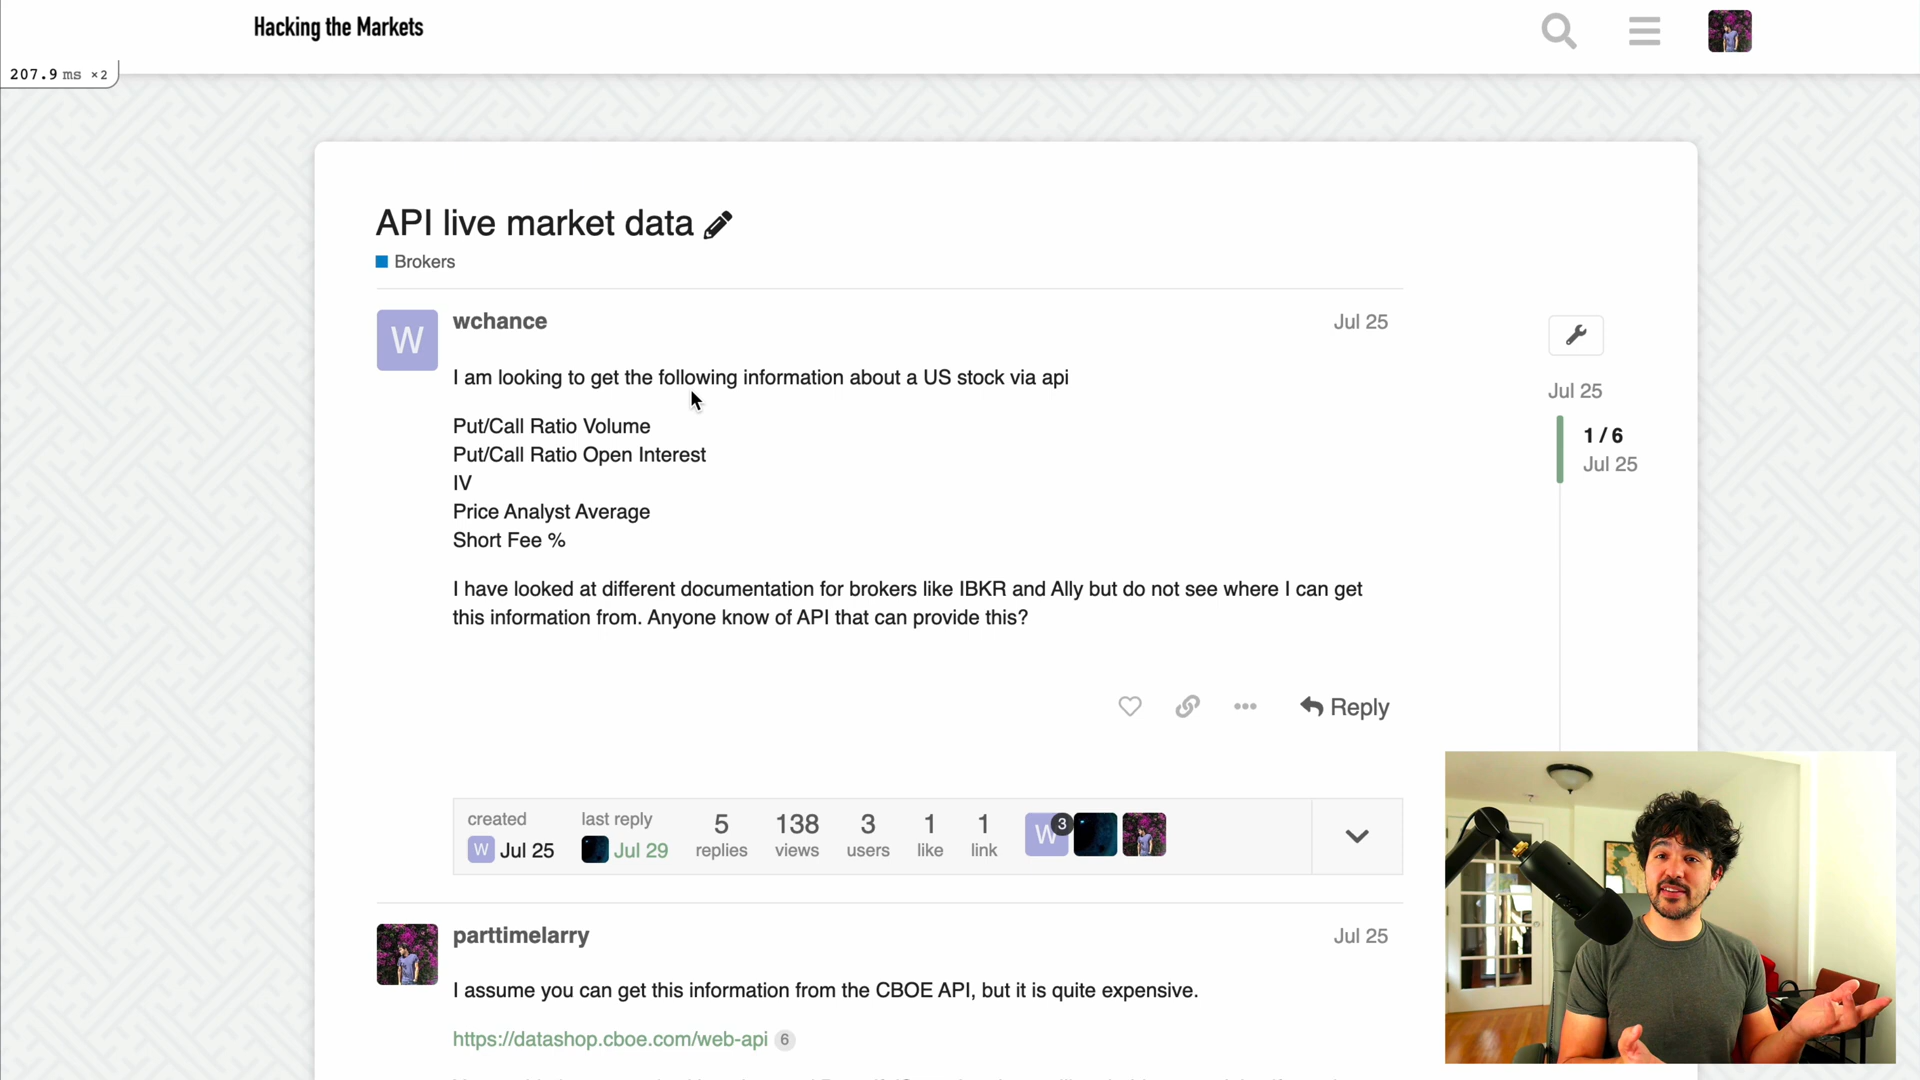 Hacking the Markets
207.9 ms ×2
API live market data
Brokers
W
wchance
Jul 25
I am looking to get the following information about a US stock via api
Put/Call Ratio Volume
Put/Call Ratio Open Interest
IV
Price Analyst Average
Short Fee %
I have looked at different documentation for brokers like IBKR and Ally but do not see where I can get
this information from. Anyone know of API that can provide this?
Reply
Jul 25
1 / 6
Jul 25
created
W Jul 25
last reply
Jul 29
5
replies
138
views
3
users
1
like
1
link
W 3
parttimelarry
Jul 25
I assume you can get this information from the CBOE API, but it is quite expensive.
https://datashop.cboe.com/web-api 6